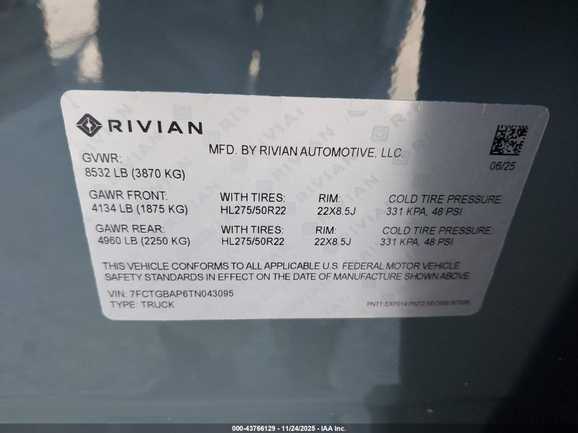 RIVIAN
MFD. BY RIVIAN AUTOMOTIVE, LLC.
06/25
GVWR:
8532 LB (3870 KG)
GAWR FRONT: WITH TIRES: RIM: COLD TIRE PRESSURE:
4134 LB (1875 KG) HL275/50R22 22X8.5J 331 KPA, 48 PSI
GAWR REAR: WITH TIRES: RIM: COLD TIRE PRESSURE:
4960 LB (2250 KG) HL275/50R22 22X8.5J 331 KPA, 48 PSI
THIS VEHICLE CONFORMS TO ALL APPLICABLE U.S. FEDERAL MOTOR VEHICLE
SAFETY STANDARDS IN EFFECT ON THE DATE OF MANUFACTURE SHOWN ABOVE.
VIN: 7FCTGBAP6TN043095
TYPE: TRUCK
000-43766129 - 11/24/2025 - IAA Inc.